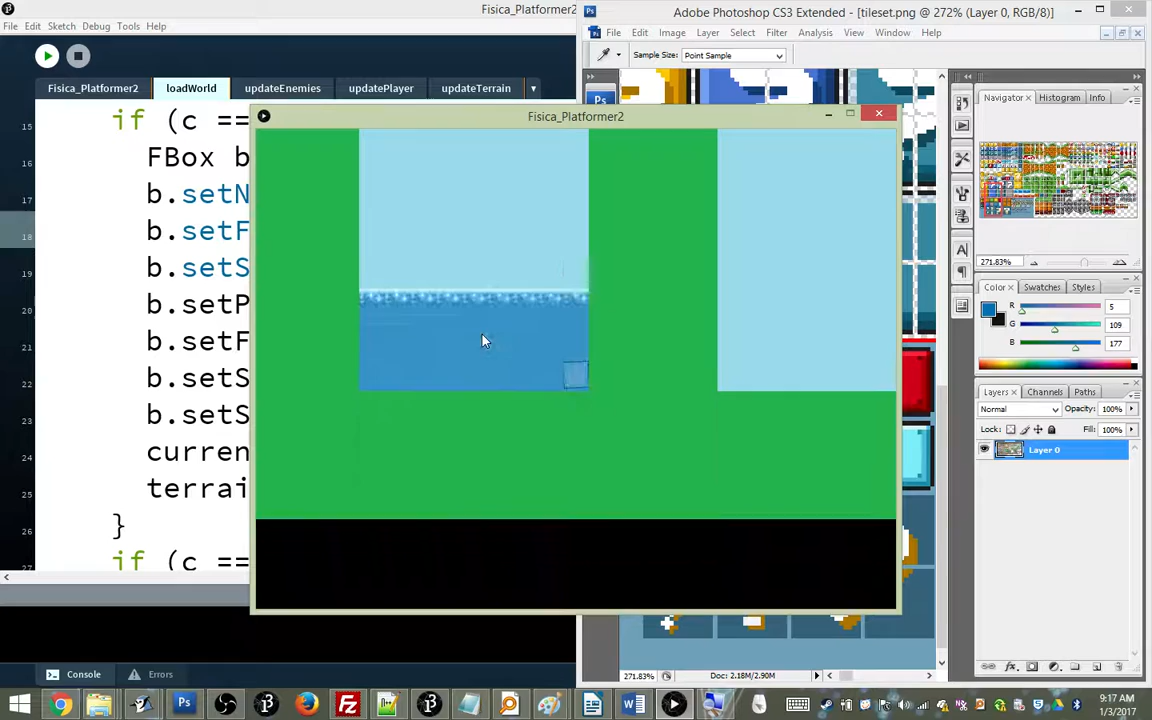 Fisica_Platformer2
Adobe Photoshop CS3 Extended - [tileset.png @ 272% (Layer 0, RGB/8)]
File Edit Sketch Debug Tools Help
File Edit Image Layer Select Filter Analysis View Window Help
Sample Size: Point Sample
Fisica_Platformer2 loadWorld updateEnemies updatePlayer updateTerrain
Navigator Histogram Info
Fisica_Platformer2
15 if (c ==
16 FBox b
17 b.setN
18 b.setF
19 b.setS
20 b.setP
21 b.setF
22 b.setS
23 b.setS
24 curren
25 terrai
26 }
27 if (c ==
271.83%
Color Swatches Styles
R 5
G 109
B 177
Layers Channels Paths
Normal Opacity: 100%
Lock: Fill: 100%
Layer 0
Console Errors
271.83% Doc: 2.18M/2.90M
9:17 AM
1/3/2017